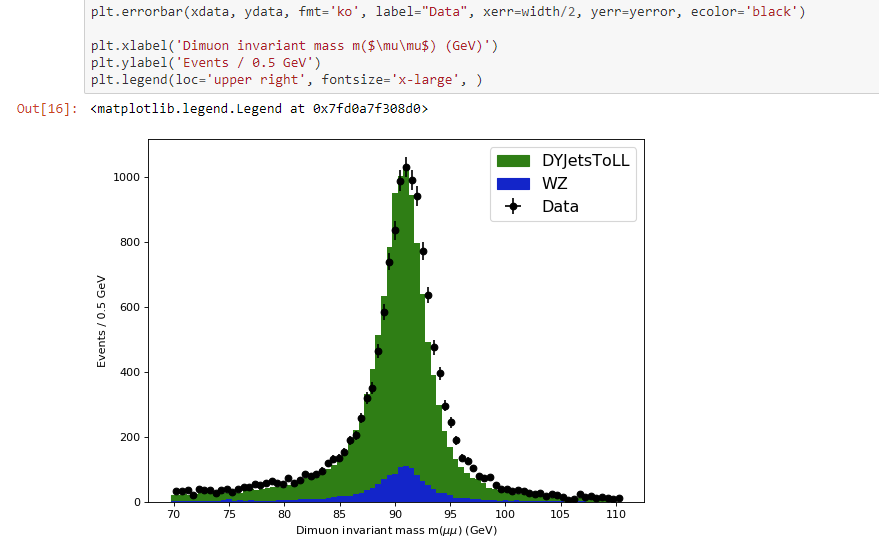 plt.errorbar(xdata, ydata, fmt='ko', label="Data", xerr=width/2, yerr=yerror, ecolor='black')
plt.xlabel('Dimuon invariant mass m($\mu\mu$) (GeV)')
plt.ylabel('Events / 0.5 GeV')
plt.legend(loc='upper right', fontsize='x-large', )
Out[16]: <matplotlib.legend.Legend at 0x7fd0a7f308d0>
DYJetsToLL
WZ
Data
1000
800
600
400
200
0
Events / 0.5 GeV
70 75 80 85 90 95 100 105 110
Dimuon invariant mass m(μμ) (GeV)